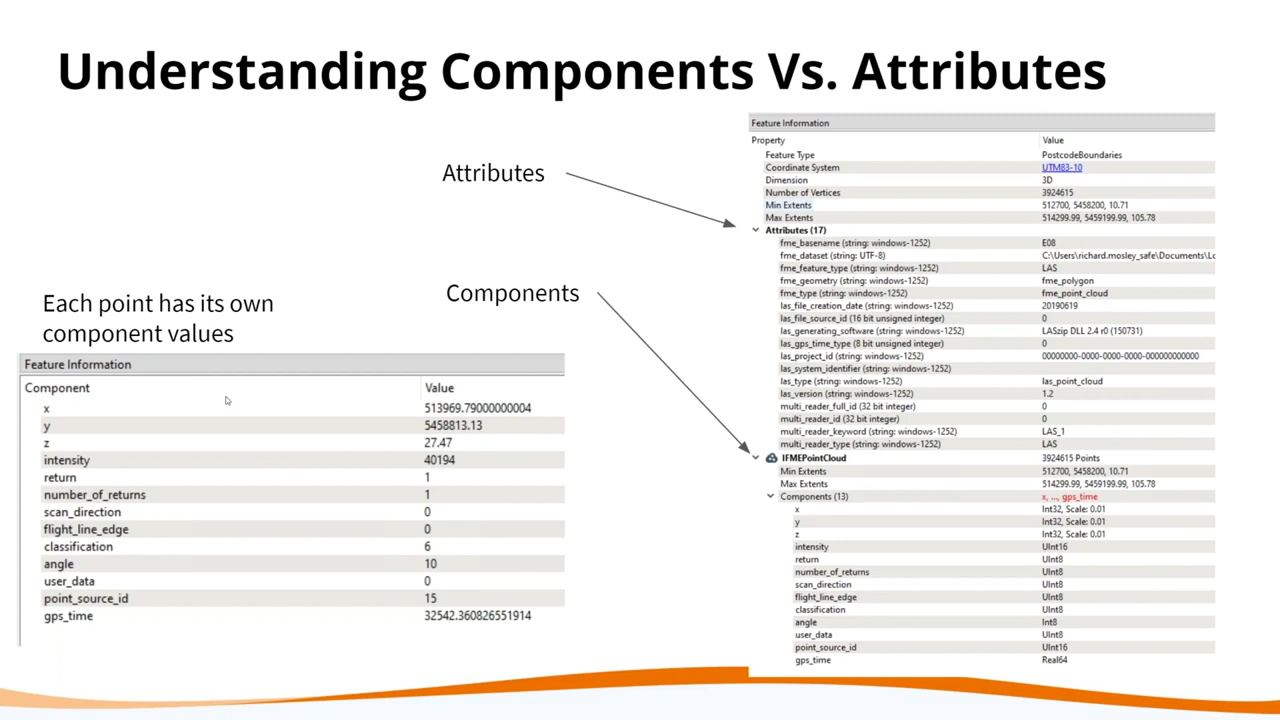 Understanding Components Vs. Attributes
Attributes
Components
Each point has its own
component values
Feature Information
Component Value
x 513969.79000000004
y 5458813.13
z 27.47
intensity 40194
return 1
number_of_returns 1
scan_direction 0
flight_line_edge 0
classification 6
angle 10
user_data 0
point_source_id 15
gps_time 32542.360826551914
Feature Information
Property Value
Feature Type PostcodeBoundaries
Coordinate System UTM83-10
Dimension 3D
Number of Vertices 3924615
Min Extents 512700, 5458200, 10.71
Max Extents 514299.99, 5459199.99, 105.78
Attributes (17)
fme_basename (string: windows-1252) E08
fme_dataset (string: UTF-8) C:\Users\richard.mosley_safe\Documents\Lc
fme_feature_type (string: windows-1252) LAS
fme_geometry (string: windows-1252) fme_polygon
fme_type (string: windows-1252) fme_point_cloud
las_file_creation_date (string: windows-1252) 20190619
las_file_source_id (16 bit unsigned integer) 0
las_generating_software (string: windows-1252) LASzip DLL 2.4 r0 (150731)
las_gps_time_type (8 bit unsigned integer) 0
las_project_id (string: windows-1252) 00000000-0000-0000-0000-000000000000
las_system_identifier (string: windows-1252)
las_type (string: windows-1252) las_point_cloud
las_version (string: windows-1252) 1.2
multi_reader_full_id (32 bit integer) 0
multi_reader_id (32 bit integer) 0
multi_reader_keyword (string: windows-1252) LAS_1
multi_reader_type (string: windows-1252) LAS
IFMEPointCloud 3924615 Points
Min Extents 512700, 5458200, 10.71
Max Extents 514299.99, 5459199.99, 105.78
Components (13) x, ..., gps_time
x Int32, Scale: 0.01
y Int32, Scale: 0.01
z Int32, Scale: 0.01
intensity UInt16
return UInt8
number_of_returns UInt8
scan_direction UInt8
flight_line_edge UInt8
classification UInt8
angle Int8
user_data UInt8
point_source_id UInt16
gps_time Real64